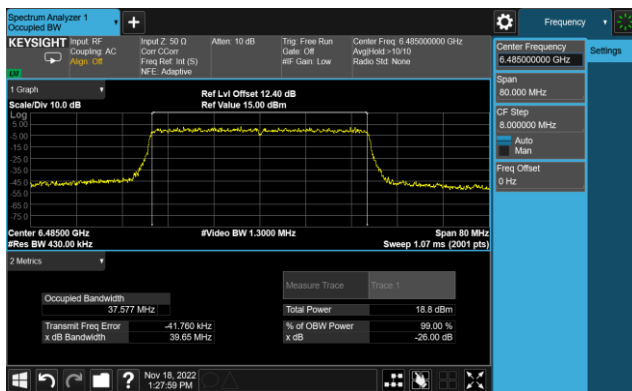 Spectrum Analyzer 1
Occupied BW
Frequency
KEYSIGHT
Input: RF
Coupling: AC
Align: Off
Input Z: 50 Ω
Corr CCorr
Freq Ref: Int (S)
NFE: Adaptive
Atten: 10 dB
Trig: Free Run
Gate: Off
#IF Gain: Low
Center Freq: 6.485000000 GHz
Avg|Hold:>10/10
Radio Std: None
Center Frequency
6.485000000 GHz
Settings
Span
80.000 MHz
CF Step
8.000000 MHz
Auto
Man
Freq Offset
0 Hz
1 Graph
Scale/Div 10.0 dB
Ref Lvl Offset 12.40 dB
Ref Value 15.00 dBm
Log
5.00
-5.00
-15.0
-25.0
-35.0
-45.0
-55.0
-65.0
-75.0
Center 6.48500 GHz
#Res BW 430.00 kHz
#Video BW 1.3000 MHz
Span 80 MHz
Sweep 1.07 ms (2001 pts)
2 Metrics
Measure Trace
Trace 1
Occupied Bandwidth
37.577 MHz
Total Power
18.8 dBm
Transmit Freq Error
-41.760 kHz
% of OBW Power
99.00 %
x dB Bandwidth
39.65 MHz
x dB
-26.00 dB
Nov 18, 2022
1:27:59 PM